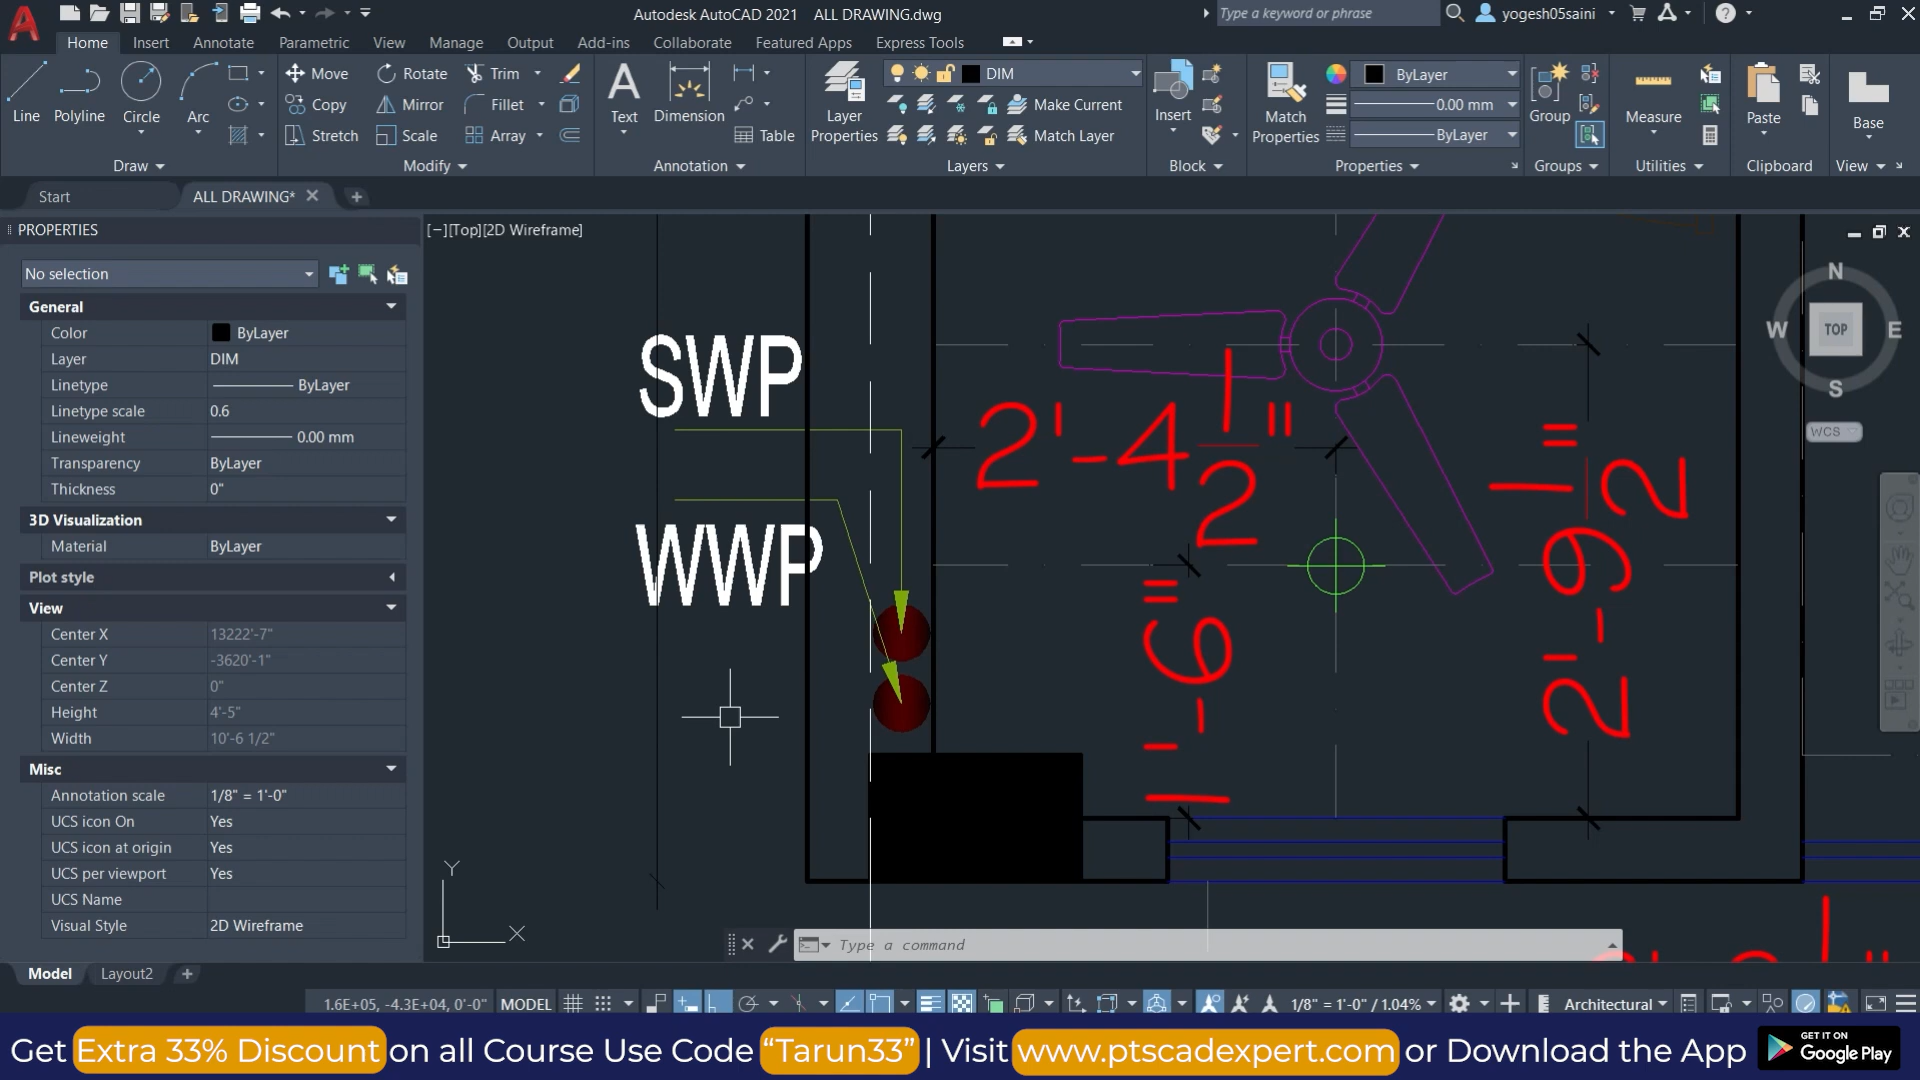 Autodesk AutoCAD 2021 ALL DRAWING.dwg
Type a keyword or phrase
yogesh05saini
Home Insert Annotate Parametric View Manage Output Add-ins Collaborate Featured Apps Express Tools
Line Polyline Circle Arc
Move Rotate Trim
Copy Mirror Fillet
Stretch Scale Array
Text Dimension Table
Layer Properties
DIM
Make Current
Match Layer
Insert
Match Properties
ByLayer
0.00 mm
ByLayer
Group
Measure
Paste
Base
Draw Modify Annotation Layers Block Properties Groups Utilities Clipboard View
Start ALL DRAWING*
PROPERTIES
No selection
General
Color ByLayer
Layer DIM
Linetype ByLayer
Linetype scale 0.6
Lineweight 0.00 mm
Transparency ByLayer
Thickness 0"
3D Visualization
Material ByLayer
Plot style
View
Center X 13222'-7"
Center Y -3620'-1"
Center Z 0"
Height 4'-5"
Width 10'-6 1/2"
Misc
Annotation scale 1/8" = 1'-0"
UCS icon On Yes
UCS icon at origin Yes
UCS per viewport Yes
UCS Name
Visual Style 2D Wireframe
[−][Top][2D Wireframe]
N
W TOP E
S
WCS
SWP
WWP
2'-4 1/2"
1'-6"
2'-9 1/2"
Y
X
Type a command
Model Layout2
1.6E+05, -4.3E+04, 0'-0" MODEL 1/8" = 1'-0" / 1.04% Architectural
Get Extra 33% Discount on all Course Use Code “Tarun33” | Visit www.ptscadexpert.com or Download the App
GET IT ON
Google Play